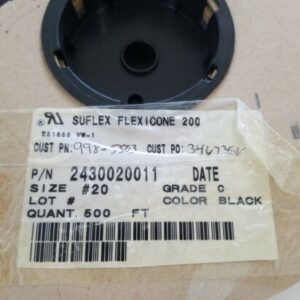 SUFLEX FLEXICONE 200
VW-1
CUST PN: CUST PO:
P/N 2430020011 DATE
SIZE #20 GRADE C
LOT # COLOR BLACK
QUANT. 500 FT